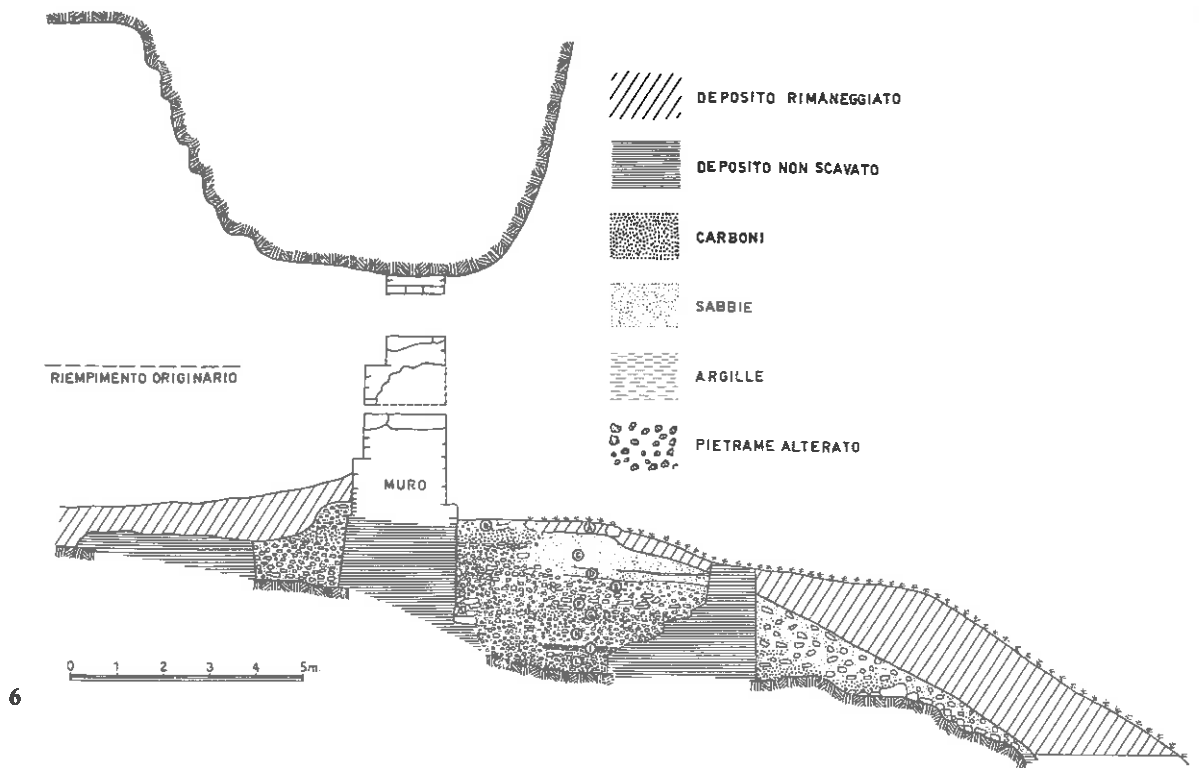 DEPOSITO RIMANEGGIATO
DEPOSITO NON SCAVATO
CARBONI
SABBIE
ARGILLE
PIETRAME ALTERATO
RIEMPIMENTO ORIGINARIO
MURO
0 1 2 3 4 5m.
6